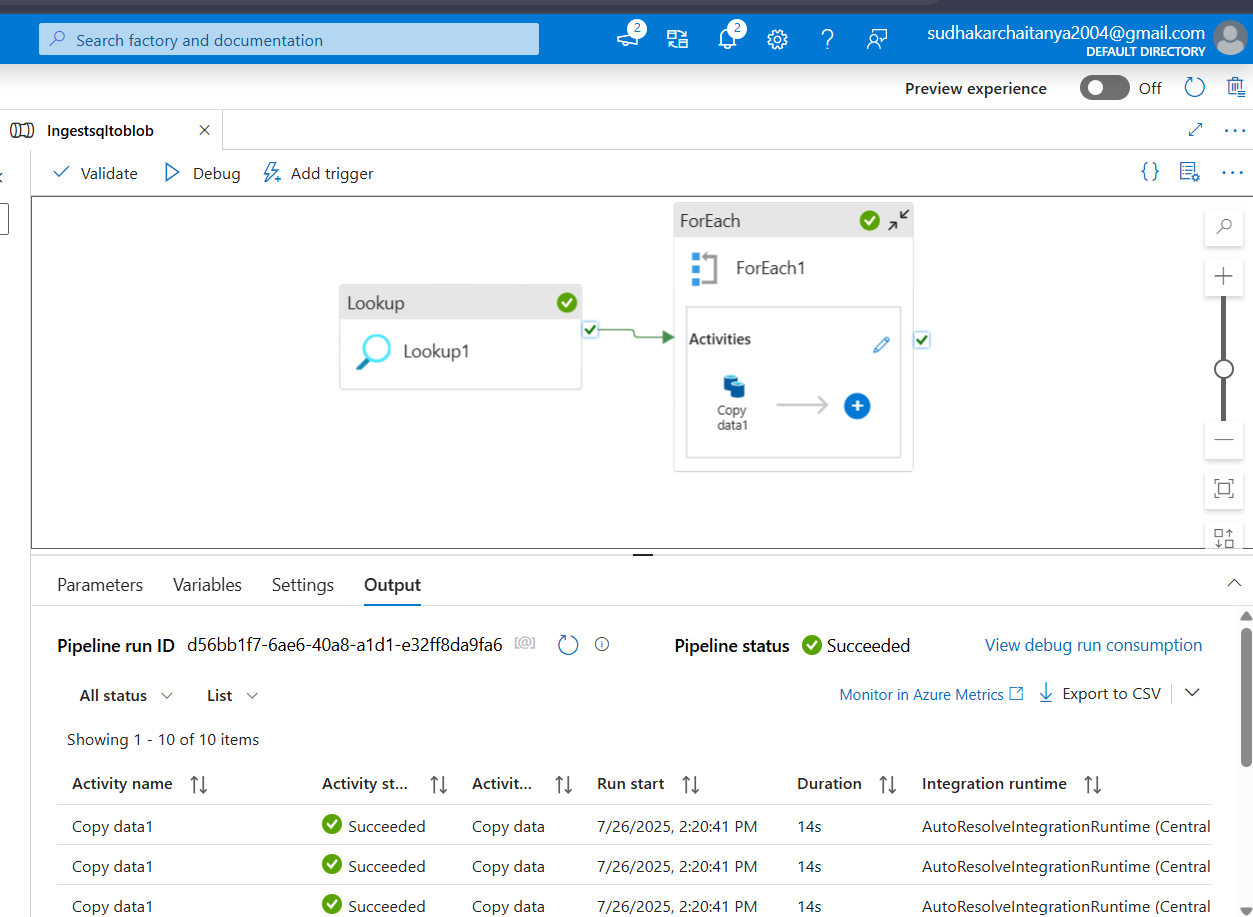 Search factory and documentation
2
2
sudhakarchaitanya2004@gmail.com
DEFAULT DIRECTORY
Preview experience
Off
Ingestsqltoblob
Validate
Debug
Add trigger
{}
ForEach
ForEach1
Lookup
Lookup1
Activities
Copy
data1
Parameters
Variables
Settings
Output
Pipeline run ID d56bb1f7-6ae6-40a8-a1d1-e32ff8da9fa6 [@]
Pipeline status Succeeded
View debug run consumption
All status
List
Monitor in Azure Metrics
Export to CSV
Showing 1 - 10 of 10 items
Activity name Activity st... Activit... Run start Duration Integration runtime
Copy data1 Succeeded Copy data 7/26/2025, 2:20:41 PM 14s AutoResolveIntegrationRuntime (Central
Copy data1 Succeeded Copy data 7/26/2025, 2:20:41 PM 14s AutoResolveIntegrationRuntime (Central
Copy data1 Succeeded Copy data 7/26/2025, 2:20:41 PM 14s AutoResolveIntegrationRuntime (Central